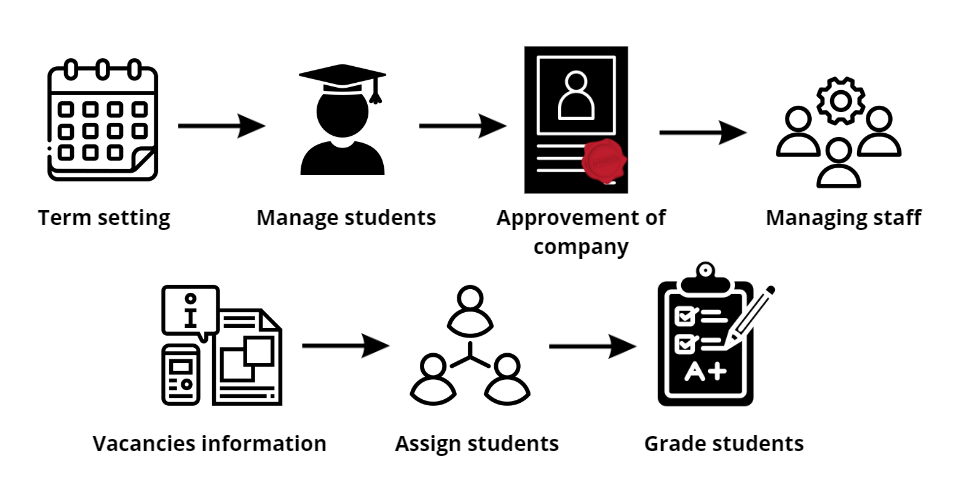 Term setting
Manage students
Approvement of
company
Managing staff
i
A+
Vacancies information
Assign students
Grade students